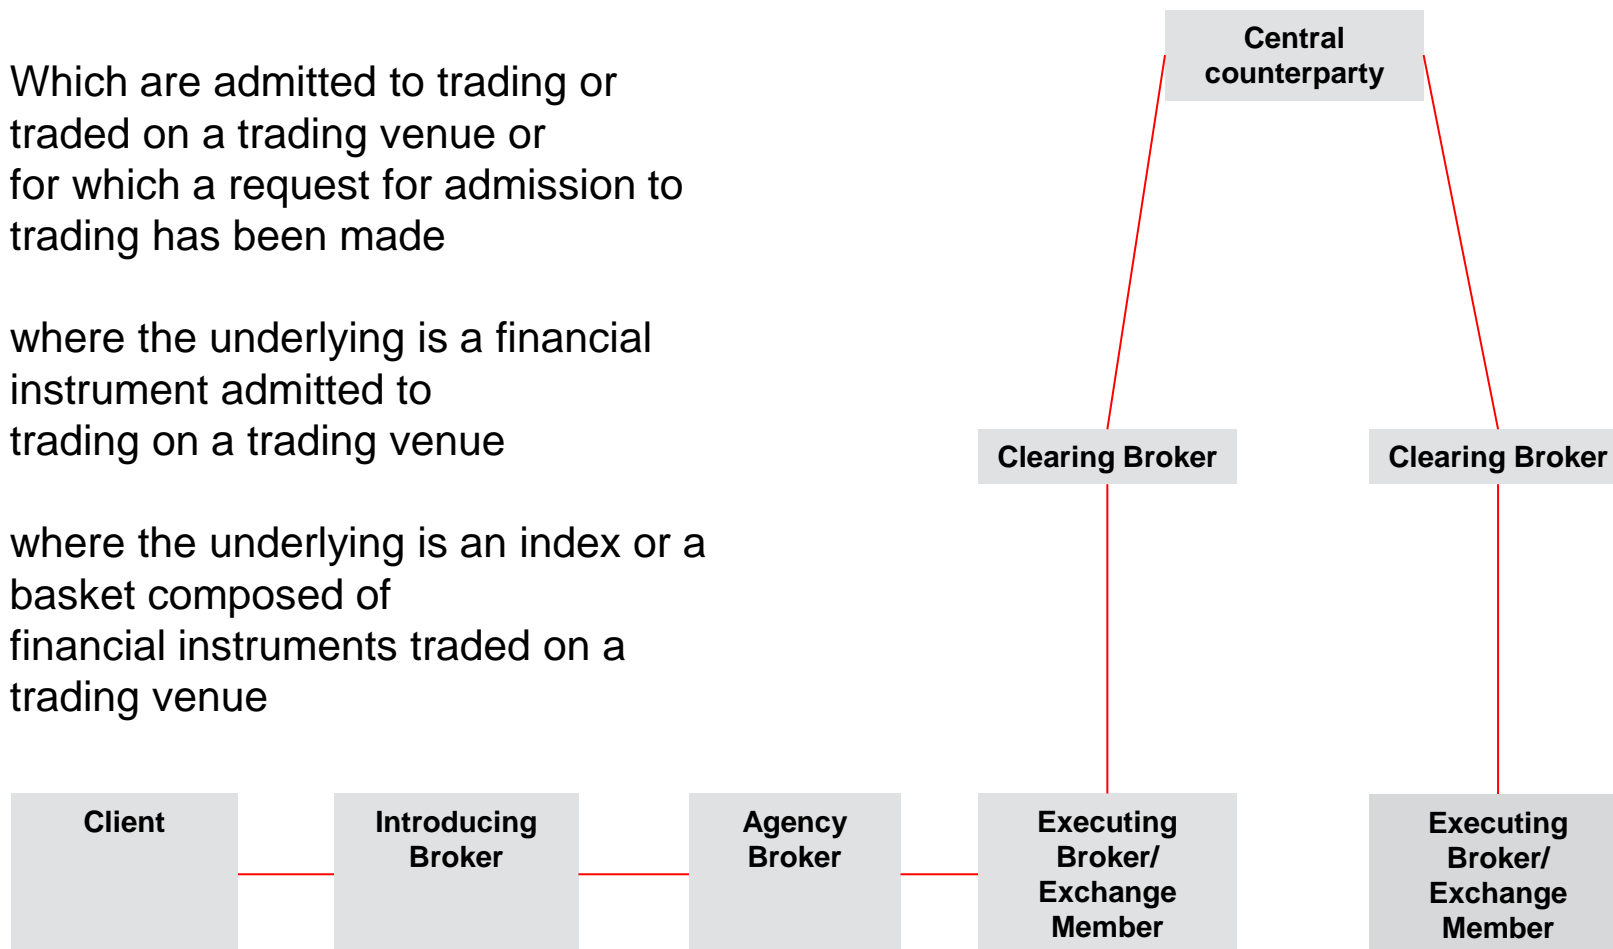 Which are admitted to trading or
traded on a trading venue or
for which a request for admission to
trading has been made
where the underlying is a financial
instrument admitted to
trading on a trading venue
where the underlying is an index or a
basket composed of
financial instruments traded on a
trading venue
Central
counterparty
Clearing Broker
Clearing Broker
Client
Introducing
Broker
Agency
Broker
Executing
Broker/
Exchange
Member
Executing
Broker/
Exchange
Member